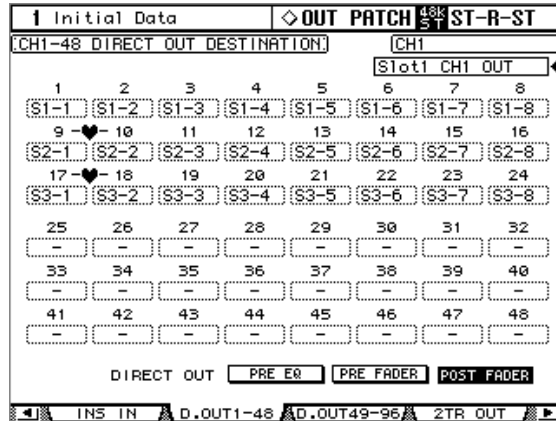 1 Initial Data ◇OUT PATCH 48K ST ST-R-ST
CH1-48 DIRECT OUT DESTINATION CH1
Slot1 CH1 OUT
1 2 3 4 5 6 7 8
S1-1 S1-2 S1-3 S1-4 S1-5 S1-6 S1-7 S1-8
9 -♥- 10 11 12 13 14 15 16
S2-1 S2-2 S2-3 S2-4 S2-5 S2-6 S2-7 S2-8
17 -♥- 18 19 20 21 22 23 24
S3-1 S3-2 S3-3 S3-4 S3-5 S3-6 S3-7 S3-8
25 26 27 28 29 30 31 32
- - - - - - - -
33 34 35 36 37 38 39 40
- - - - - - - -
41 42 43 44 45 46 47 48
- - - - - - - -
DIRECT OUT PRE EQ PRE FADER POST FADER
INS IN D.OUT1-48 D.OUT49-96 2TR OUT